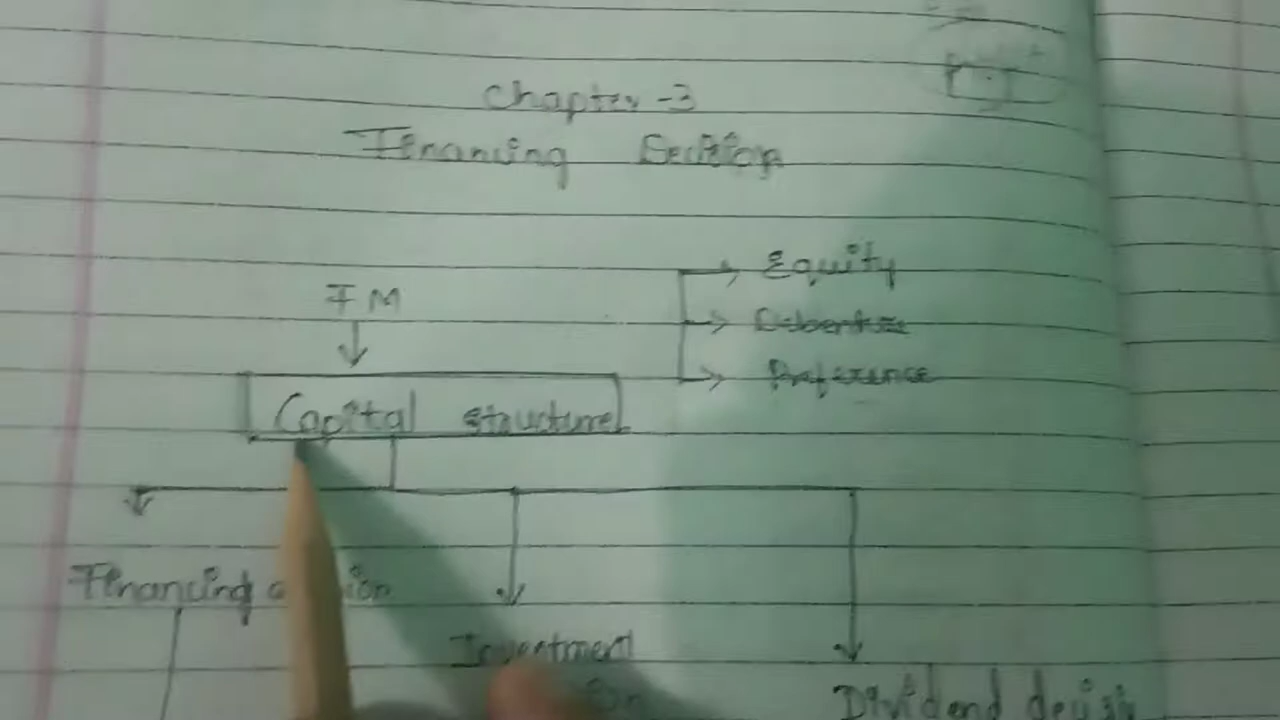 Chapter - 3
Financing Decision
FM
Equity
Debenture
Preference
Capital structure
Financing
Investment
Dividend